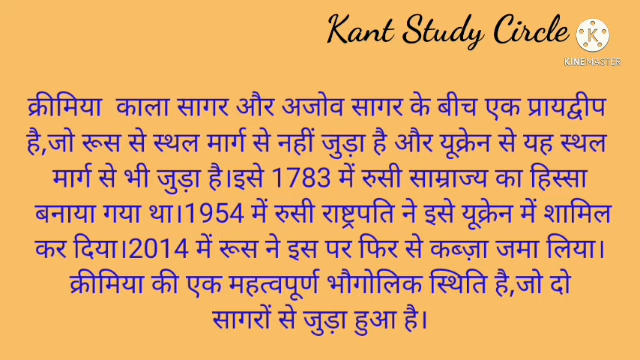 Kant Study Circle
KINEMASTER
क्रीमिया काला सागर और अजोव सागर के बीच एक प्रायद्वीप
है,जो रूस से स्थल मार्ग से नहीं जुड़ा है और यूक्रेन से यह स्थल
मार्ग से भी जुड़ा है।इसे 1783 में रुसी साम्राज्य का हिस्सा
बनाया गया था।1954 में रुसी राष्ट्रपति ने इसे यूक्रेन में शामिल
कर दिया।2014 में रूस ने इस पर फिर से कब्ज़ा जमा लिया।
क्रीमिया की एक महत्वपूर्ण भौगोलिक स्थिति है,जो दो
सागरों से जुड़ा हुआ है।